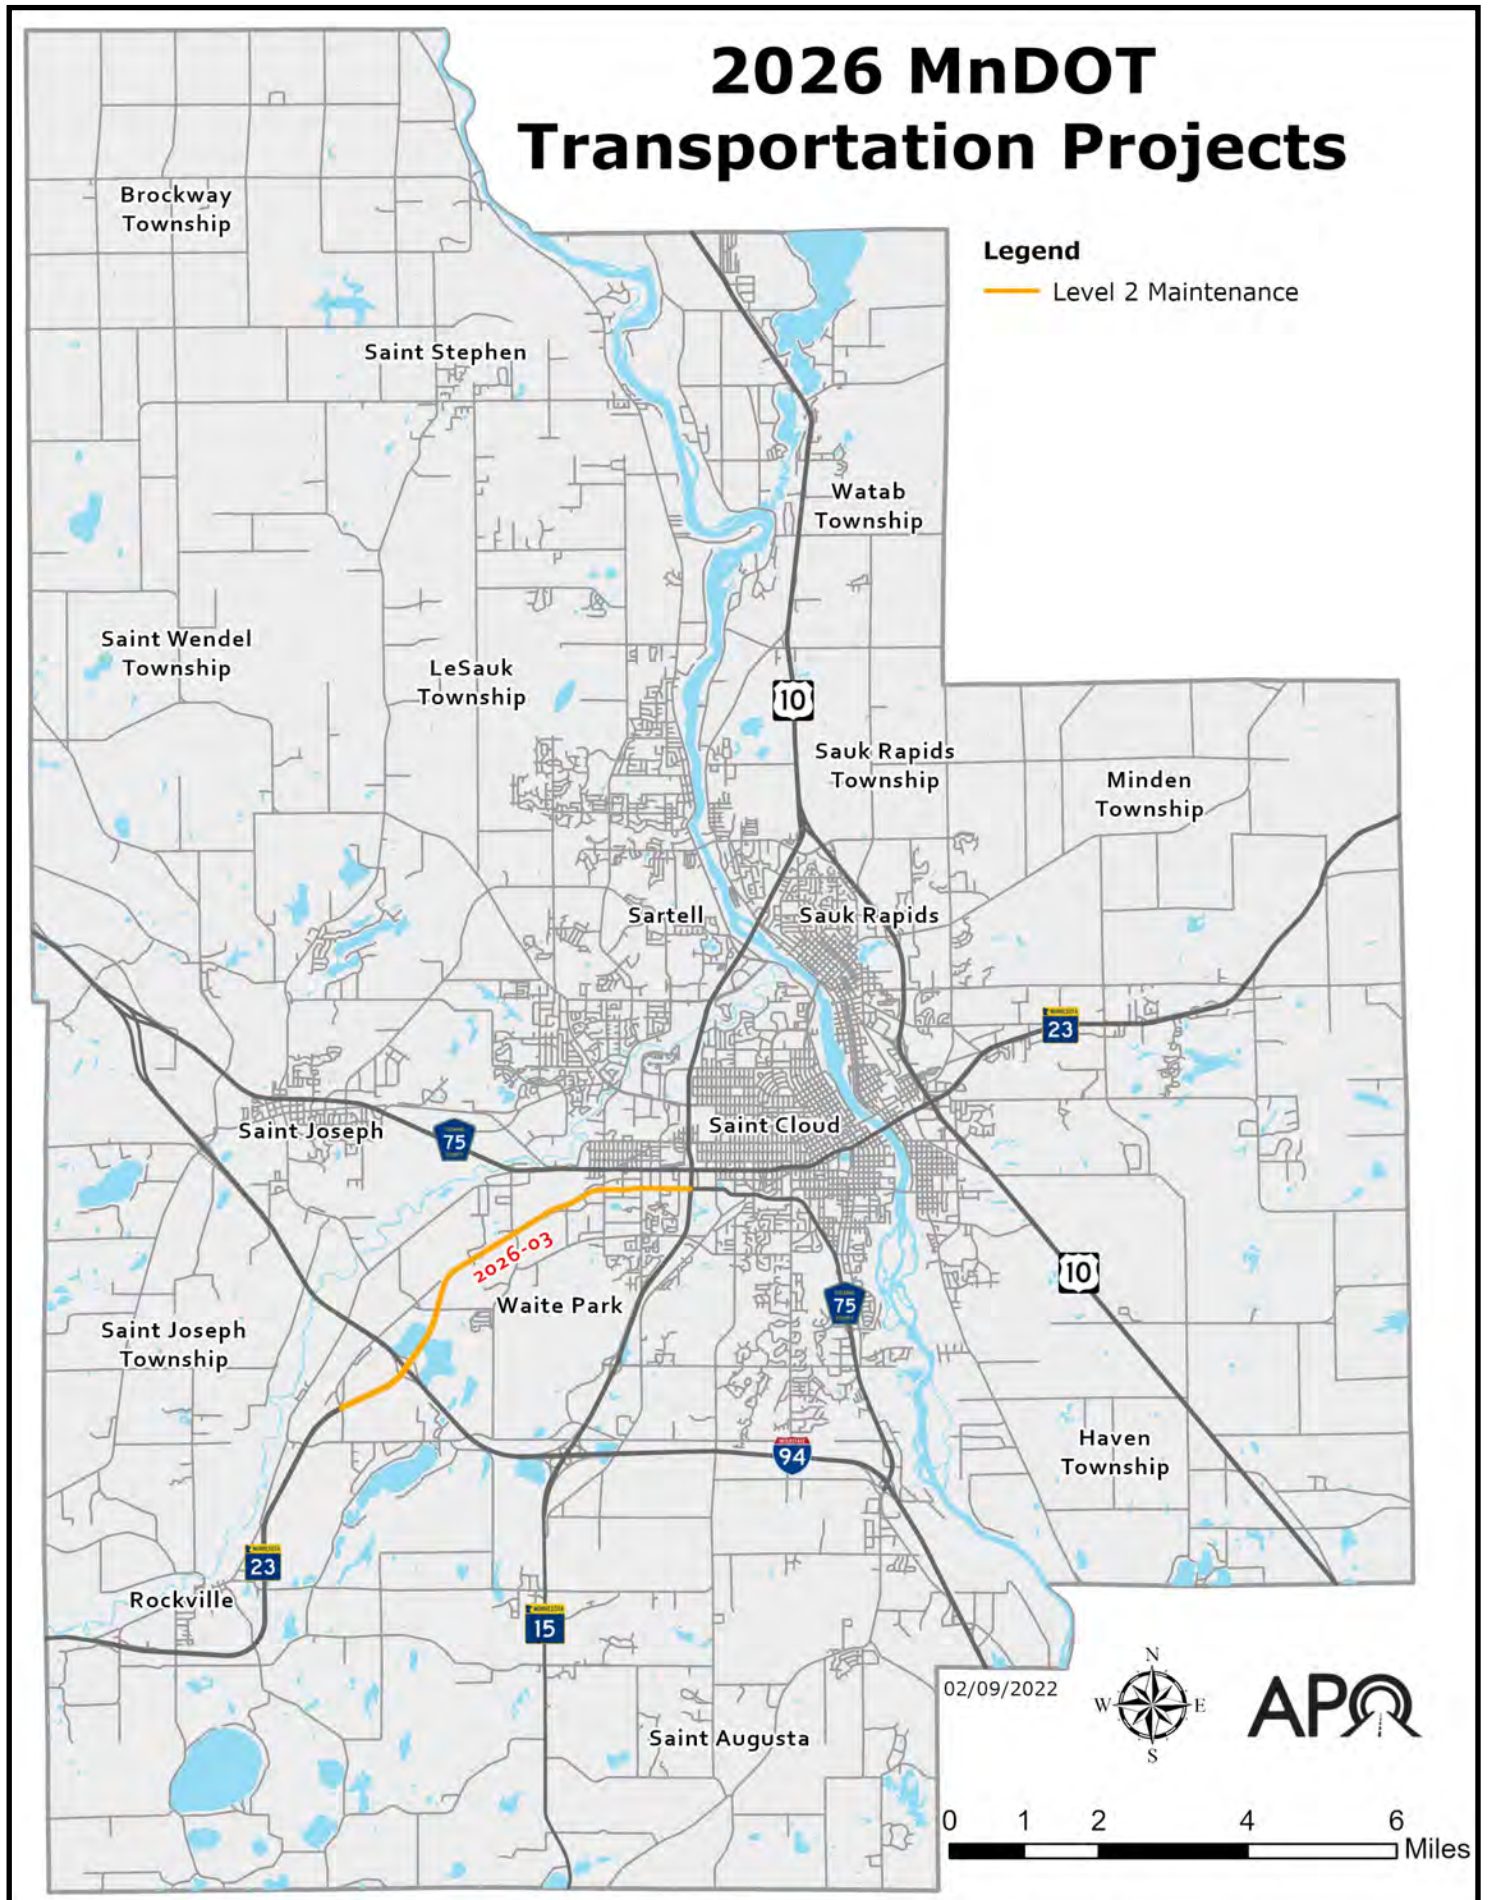 2026 MnDOT
Transportation Projects
Legend
Level 2 Maintenance
Brockway
Township
Saint Stephen
Watab
Township
Saint Wendel
Township
LeSauk
Township
10
Sauk Rapids
Township
Minden
Township
Sartell
Sauk Rapids
MINNESOTA
23
Saint Joseph
75
Saint Cloud
2026-03
10
Waite Park
75
Saint Joseph
Township
Haven
Township
94
MINNESOTA
23
Rockville
MINNESOTA
15
N
W
E
S
02/09/2022
APO
Saint Augusta
0 1 2 4 6
Miles